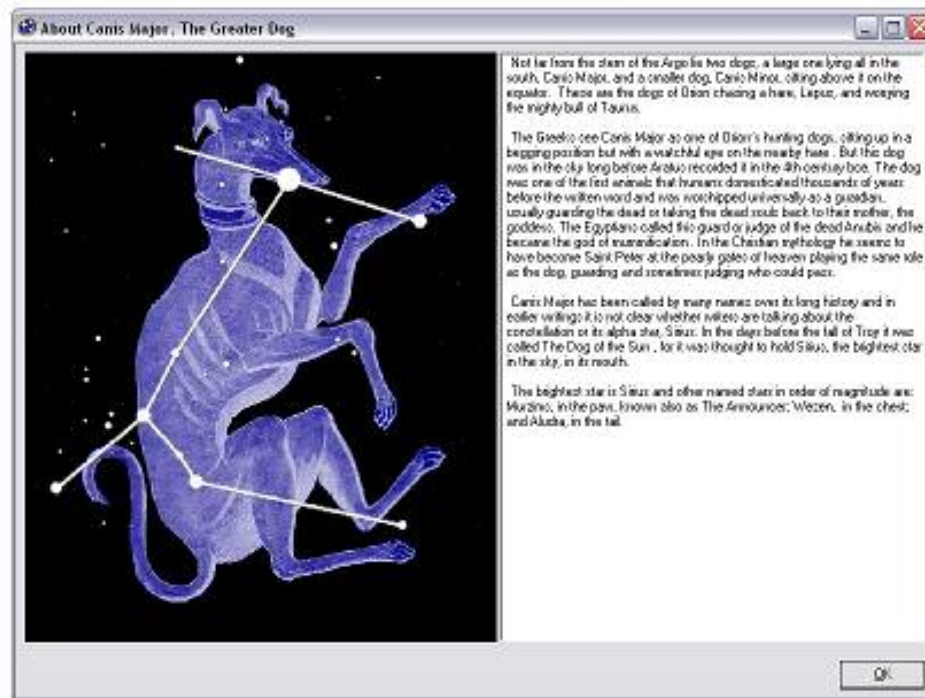 About Canis Major, The Greater Dog
Not far from the stern of the Argo lie two dogs, a large one lying all in the
south, Canis Major, and a smaller dog, Canis Minor, sitting above it on the
equator. These are the dogs of Orion chasing a hare, Lepus, and worrying
the mighty bull of Taurus.
The Greeks see Canis Major as one of Orion's hunting dogs, sitting up in a
begging position but with a watchful eye on the nearby hare . But this dog
was in the sky long before Aratus recorded it in the 4th century bce. The dog
was one of the first animals that humans domesticated thousands of years
before the written word and was worshipped universally as a guardian,
usually guarding the dead or taking the dead souls back to their mother, the
goddess. The Egyptians called this guard or judge of the dead Anubis and he
became the god of mummification. In the Christian mythology he seems to
have become Saint Peter at the pearly gates of heaven playing the same role
as the dog, guarding and sometimes judging who could pass.
Canis Major has been called by many names over its long history and in
earlier writings it is not clear whether writers are talking about the
constellation or its alpha star, Sirius. In the days before the fall of Troy it was
called The Dog of the Sun , for it was thought to hold Sirius, the brightest star
in the sky, in its mouth.
The brightest star is Sirius and other named stars in order of magnitude are:
Murzims, in the paw, known also as The Announcer; Wezen, in the chest;
and Aludra, in the tail.
OK